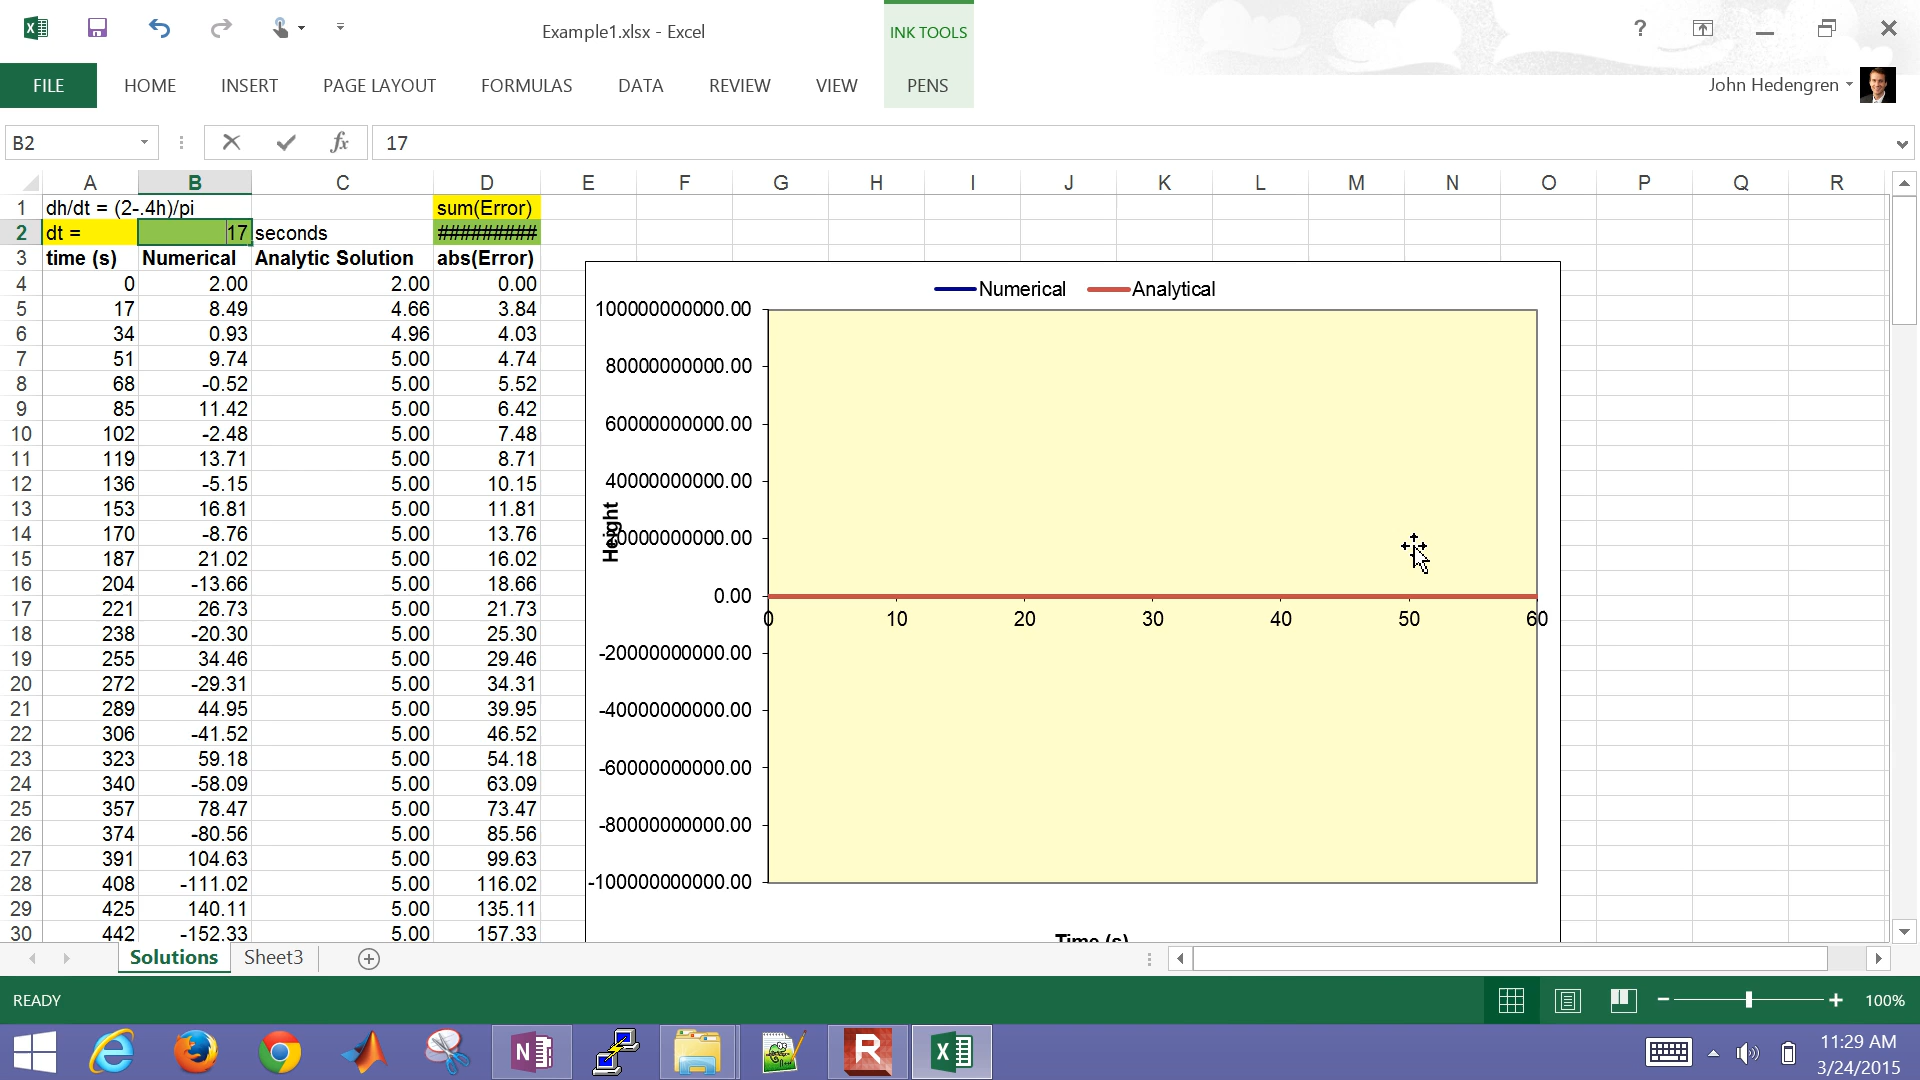 Example1.xlsx - Excel
INK TOOLS
?
FILE HOME INSERT PAGE LAYOUT FORMULAS DATA REVIEW VIEW PENS
John Hedengren
B2 fx 17
A B C D E F G H I J K L M N O P Q R
1 dh/dt = (2-.4h)/pi sum(Error)
2 dt = 17 seconds #########
3 time (s) Numerical Analytic Solution abs(Error)
4 0 2.00 2.00 0.00
5 17 8.49 4.66 3.84
6 34 0.93 4.96 4.03
7 51 9.74 5.00 4.74
8 68 -0.52 5.00 5.52
9 85 11.42 5.00 6.42
10 102 -2.48 5.00 7.48
11 119 13.71 5.00 8.71
12 136 -5.15 5.00 10.15
13 153 16.81 5.00 11.81
14 170 -8.76 5.00 13.76
15 187 21.02 5.00 16.02
16 204 -13.66 5.00 18.66
17 221 26.73 5.00 21.73
18 238 -20.30 5.00 25.30
19 255 34.46 5.00 29.46
20 272 -29.31 5.00 34.31
21 289 44.95 5.00 39.95
22 306 -41.52 5.00 46.52
23 323 59.18 5.00 54.18
24 340 -58.09 5.00 63.09
25 357 78.47 5.00 73.47
26 374 -80.56 5.00 85.56
27 391 104.63 5.00 99.63
28 408 -111.02 5.00 116.02
29 425 140.11 5.00 135.11
30 442 -152.33 5.00 157.33
Numerical Analytical
100000000000.00
80000000000.00
60000000000.00
40000000000.00
Height
0.00
0 10 20 30 40 50 60
-20000000000.00
-40000000000.00
-60000000000.00
-80000000000.00
-100000000000.00
Time (s)
Solutions Sheet3
READY
100%
N
R
11:29 AM
3/24/2015